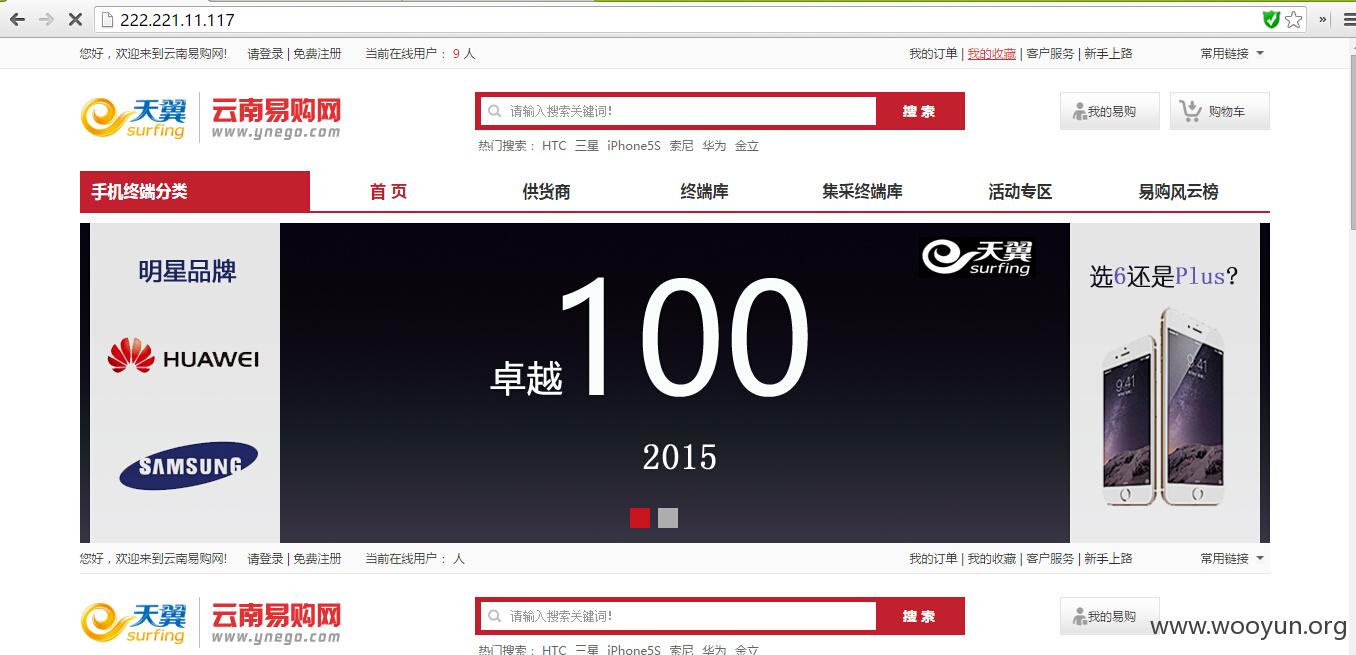 222.221.11.117
您好，欢迎来到云南易购网! 请登录 | 免费注册 当前在线用户： 9 人 我的订单 | 我的收藏 | 客户服务 | 新手上路 常用链接
天翼 surfing 云南易购网 www.ynego.com 请输入搜索关键词! 搜 索 我的易购 购物车
热门搜索： HTC 三星 iPhone5S 索尼 华为 金立
手机终端分类 首 页 供货商 终端库 集采终端库 活动专区 易购风云榜
明星品牌
HUAWEI
SAMSUNG
天翼 surfing
卓越100
2015
选6还是Plus?
9:41
9:41
您好，欢迎来到云南易购网! 请登录 | 免费注册 当前在线用户： 人 我的订单 | 我的收藏 | 客户服务 | 新手上路 常用链接
天翼 surfing 云南易购网 www.ynego.com 请输入搜索关键词! 搜 索 我的易购
www.wooyun.org
热门搜索： HTC 三星 iPhone5S 索尼 华为 金立